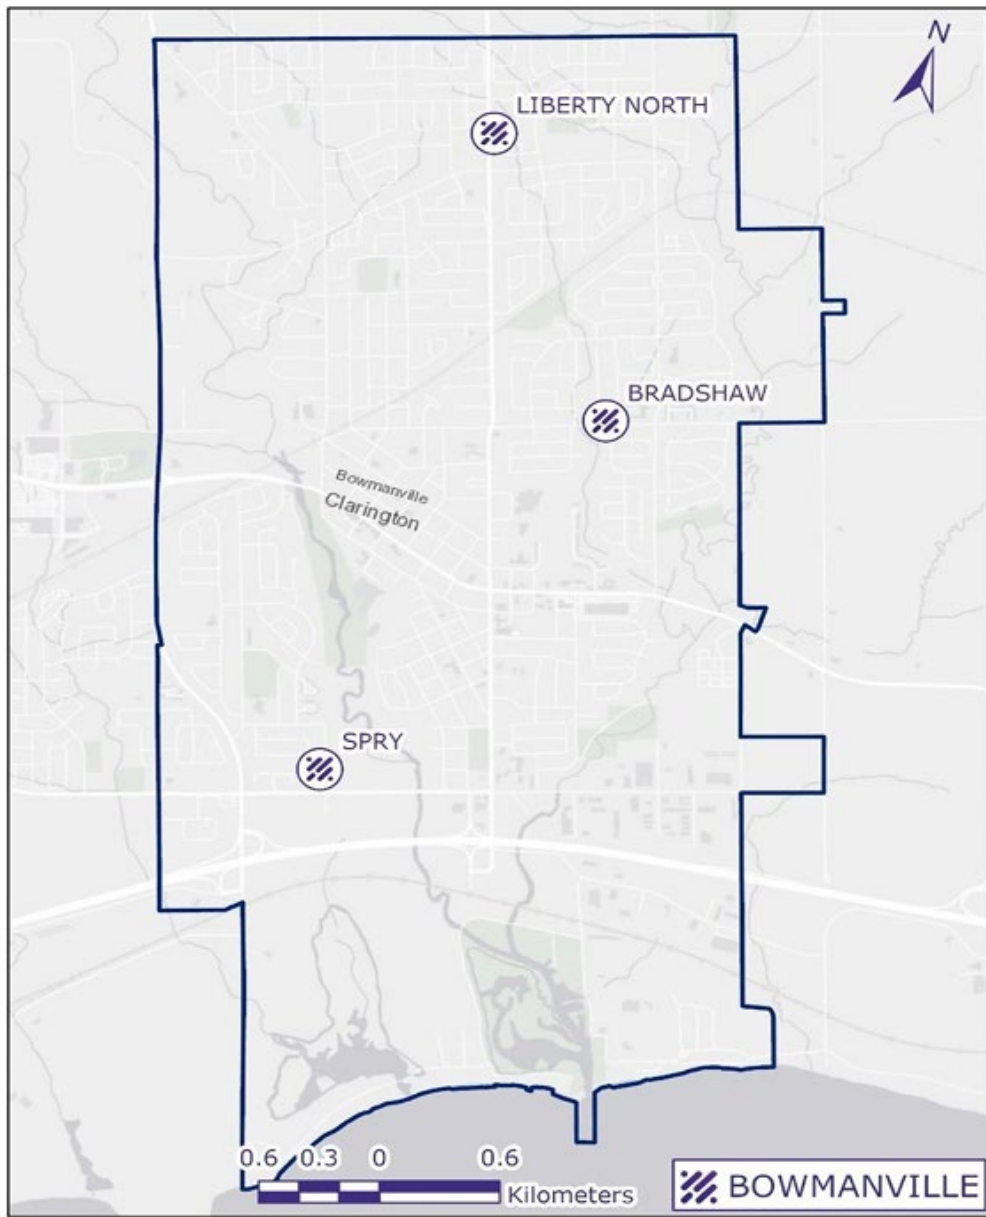 N
LIBERTY NORTH
BRADSHAW
Bowmanville
Clarington
SPRY
0.6 0.3 0 0.6
Kilometers
BOWMANVILLE